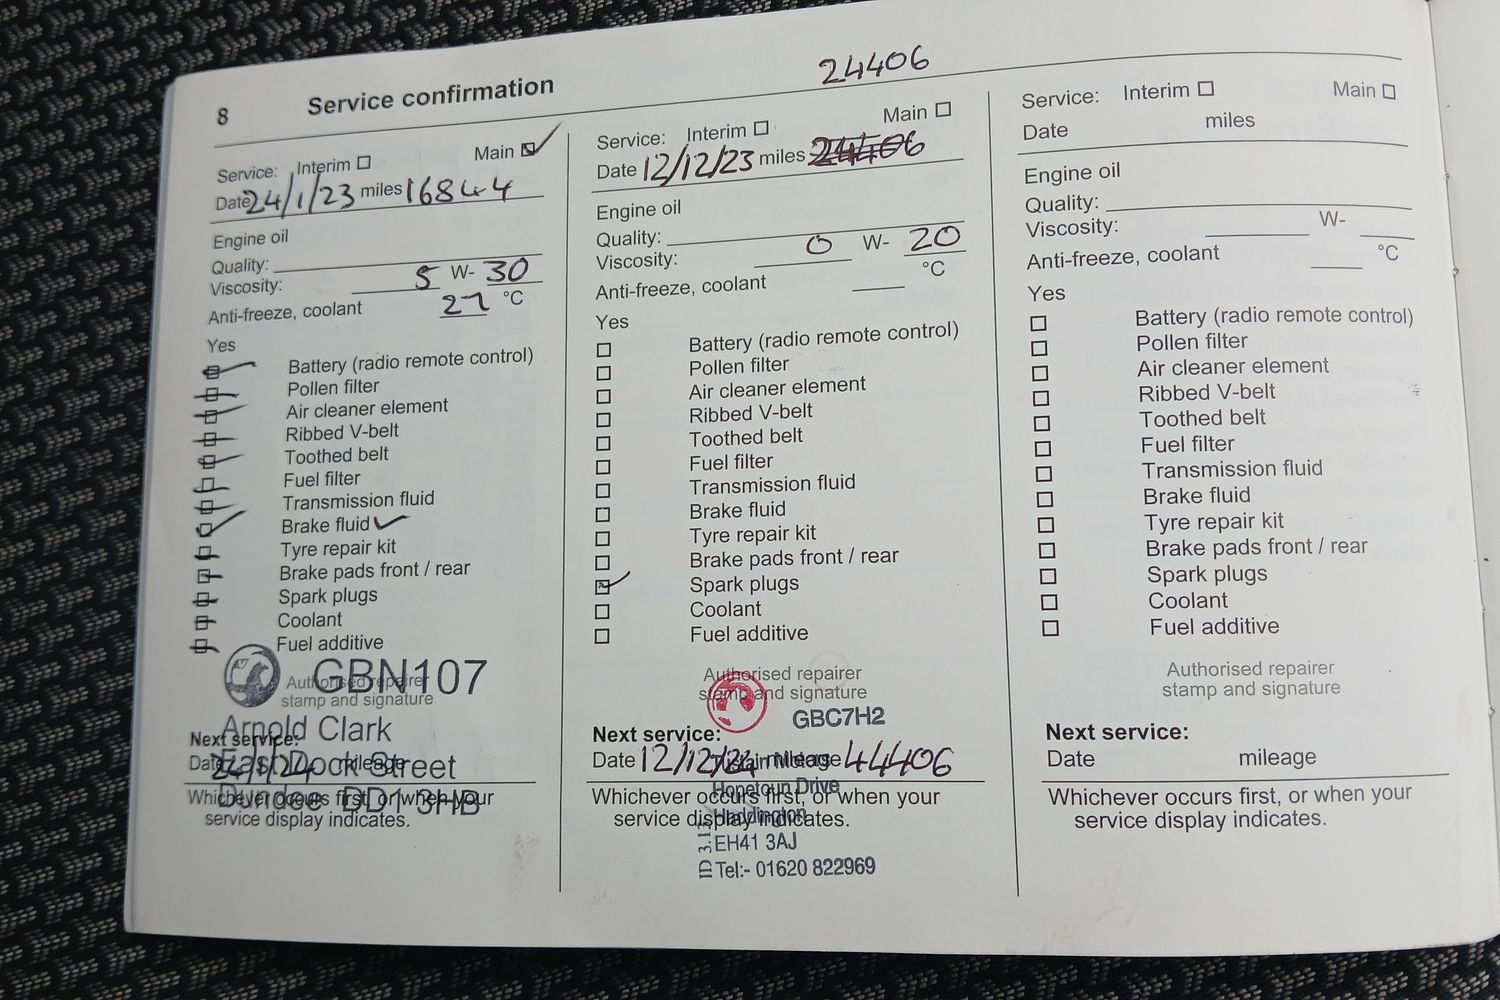 8 Service confirmation
24406
Service: Interim Main
Date 24/1/23 miles 16844
Engine oil
Quality:
Viscosity: 5 W- 30
Anti-freeze, coolant °C
Yes
Battery (radio remote control)
Pollen filter
Air cleaner element
Ribbed V-belt
Toothed belt
Fuel filter
Transmission fluid
Brake fluid
Tyre repair kit
Brake pads front / rear
Spark plugs
Coolant
Fuel additive
GBN107
Authorised repairer
stamp and signature
Arnold Clark
Next service:
East Dock Street
Date 24/1/24 mileage
Dundee DD1 3HB
Whichever occurs first, or when your
service display indicates.
Service: Interim Main
Date 12/12/23 miles 24406
Engine oil
Quality:
Viscosity: 0 W- 20
Anti-freeze, coolant °C
Yes
Battery (radio remote control)
Pollen filter
Air cleaner element
Ribbed V-belt
Toothed belt
Fuel filter
Transmission fluid
Brake fluid
Tyre repair kit
Brake pads front / rear
Spark plugs
Coolant
Fuel additive
Authorised repairer
stamp and signature
GBC7H2
Next service:
Date 12/12/24 mileage 44406
Motors
Hopetoun Drive
Whichever occurs first, or when your
Haddington
service display indicates.
EH41 3AJ
Tel:- 01620 822969
Service: Interim Main
Date miles
Engine oil
Quality:
Viscosity: W-
Anti-freeze, coolant °C
Yes
Battery (radio remote control)
Pollen filter
Air cleaner element
Ribbed V-belt
Toothed belt
Fuel filter
Transmission fluid
Brake fluid
Tyre repair kit
Brake pads front / rear
Spark plugs
Coolant
Fuel additive
Authorised repairer
stamp and signature
Next service:
Date mileage
Whichever occurs first, or when your
service display indicates.